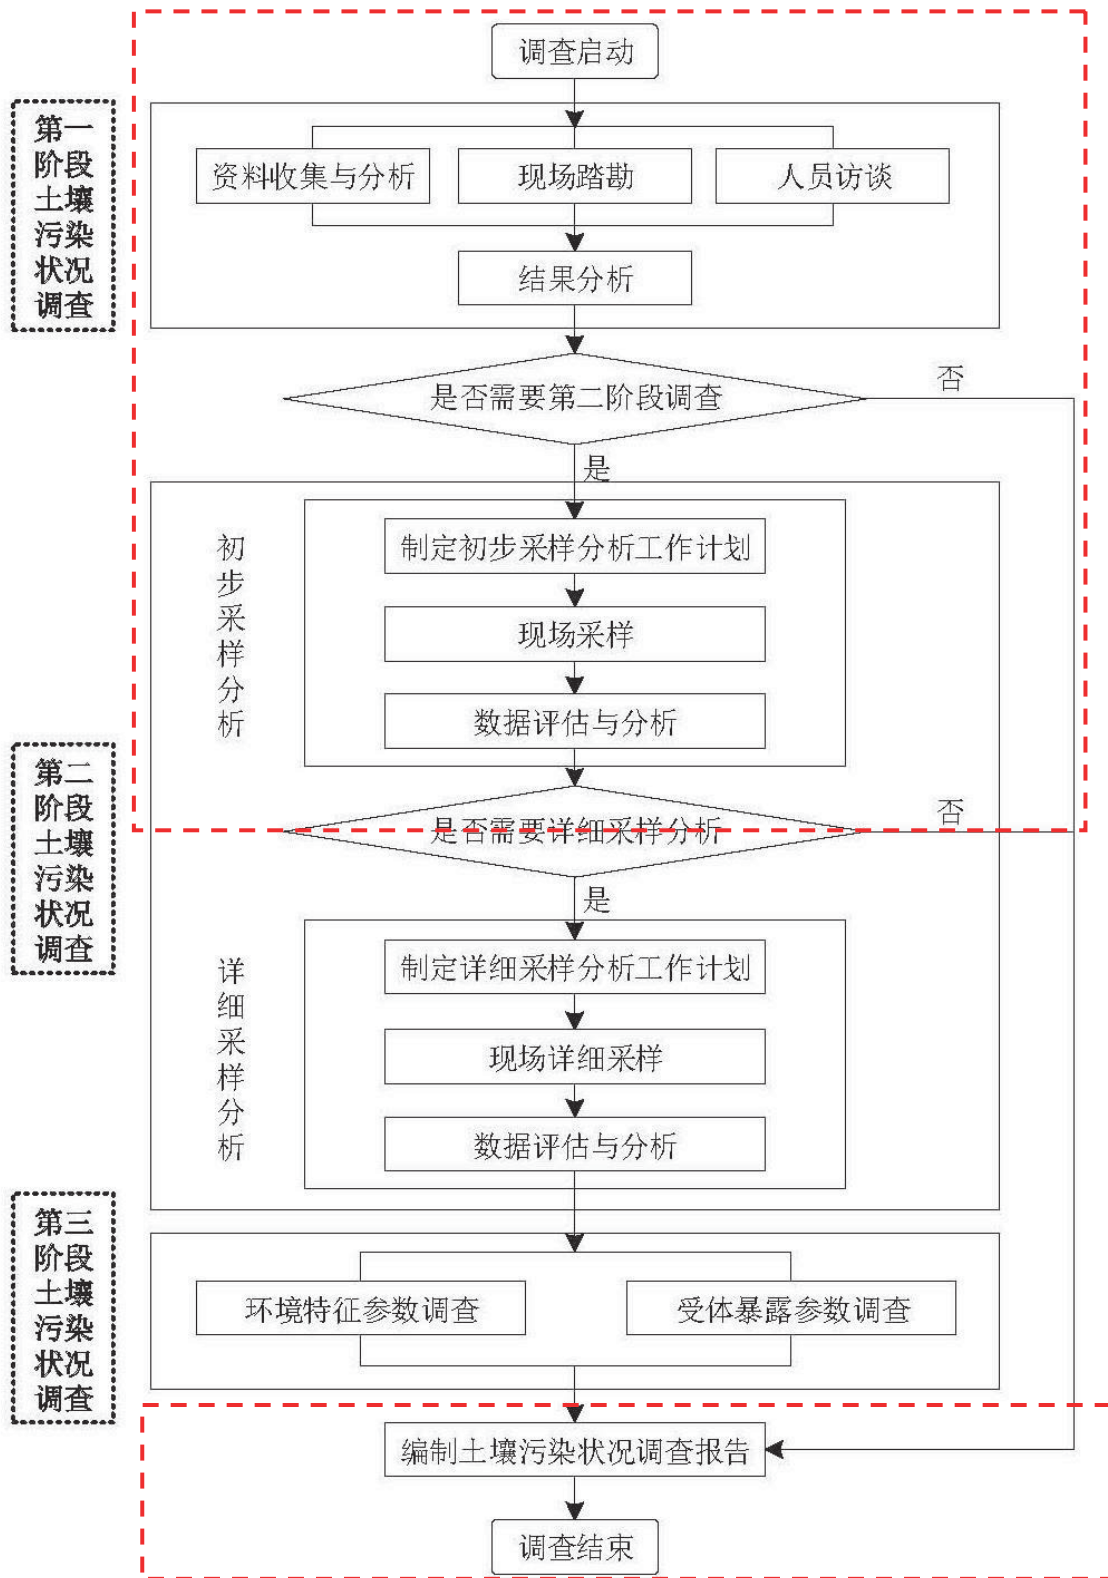 调查启动
第一
阶段
土壤
污染
状况
调查
资料收集与分析
现场踏勘
人员访谈
结果分析
是否需要第二阶段调查
否
是
初
步
采
样
分
析
制定初步采样分析工作计划
现场采样
数据评估与分析
第二
阶段
土壤
污染
状况
调查
是否需要详细采样分析
否
是
详
细
采
样
分
析
制定详细采样分析工作计划
现场详细采样
数据评估与分析
第三
阶段
土壤
污染
状况
调查
环境特征参数调查
受体暴露参数调查
编制土壤污染状况调查报告
调查结束